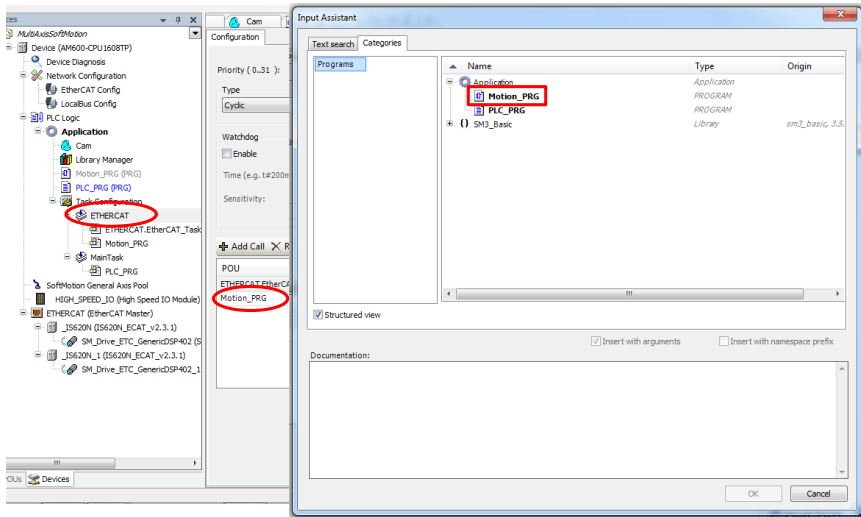 ces
MultiAxisSoftMotion
Device (AM600-CPU1608TP)
Device Diagnosis
Network Configuration
EtherCAT Config
LocalBus Config
PLC Logic
Application
Cam
Library Manager
Motion_PRG (PRG)
PLC_PRG (PRG)
Task Configuration
ETHERCAT
ETHERCAT.EtherCAT_Task
Motion_PRG
MainTask
PLC_PRG
SoftMotion General Axis Pool
HIGH_SPEED_IO (High Speed IO Module)
ETHERCAT (EtherCAT Master)
_IS620N (IS620N_ECAT_v2.3.1)
SM_Drive_ETC_GenericDSP402 (S
_IS620N_1 (IS620N_ECAT_v2.3.1)
SM_Drive_ETC_GenericDSP402_1
POUs
Devices
Cam
Configuration
Priority ( 0..31 ):
Type
Cyclic
Watchdog
Enable
Time (e.g. t#200m
Sensitivity:
Add Call R
POU
ETHERCAT.EtherCA
Motion_PRG
Input Assistant
Text search Categories
Programs
Name Type Origin
Application Application
Motion_PRG PROGRAM
PLC_PRG PROGRAM
SM3_Basic Library sm3_basic, 3.5.
Structured view
Insert with arguments Insert with namespace prefix
Documentation:
OK Cancel